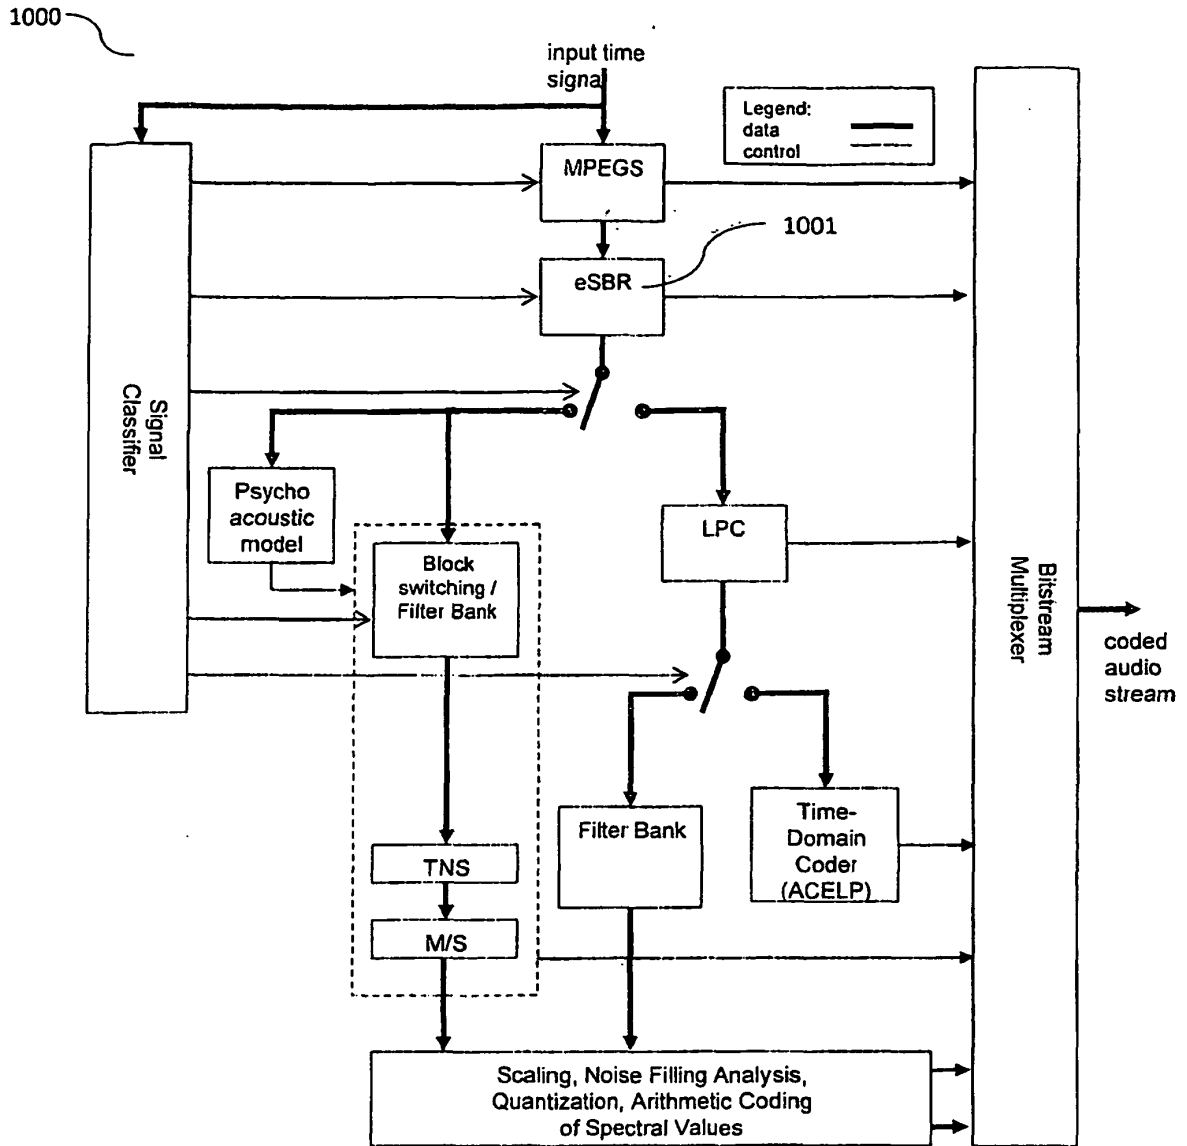 1000
input time
signal
Legend:
data
control
MPEGS
1001
eSBR
Signal
Classifier
Psycho
acoustic
model
Block
switching /
Filter Bank
LPC
Bitstream
Multiplexer
coded
audio
stream
Filter Bank
Time-
Domain
Coder
(ACELP)
TNS
M/S
Scaling, Noise Filling Analysis,
Quantization, Arithmetic Coding
of Spectral Values